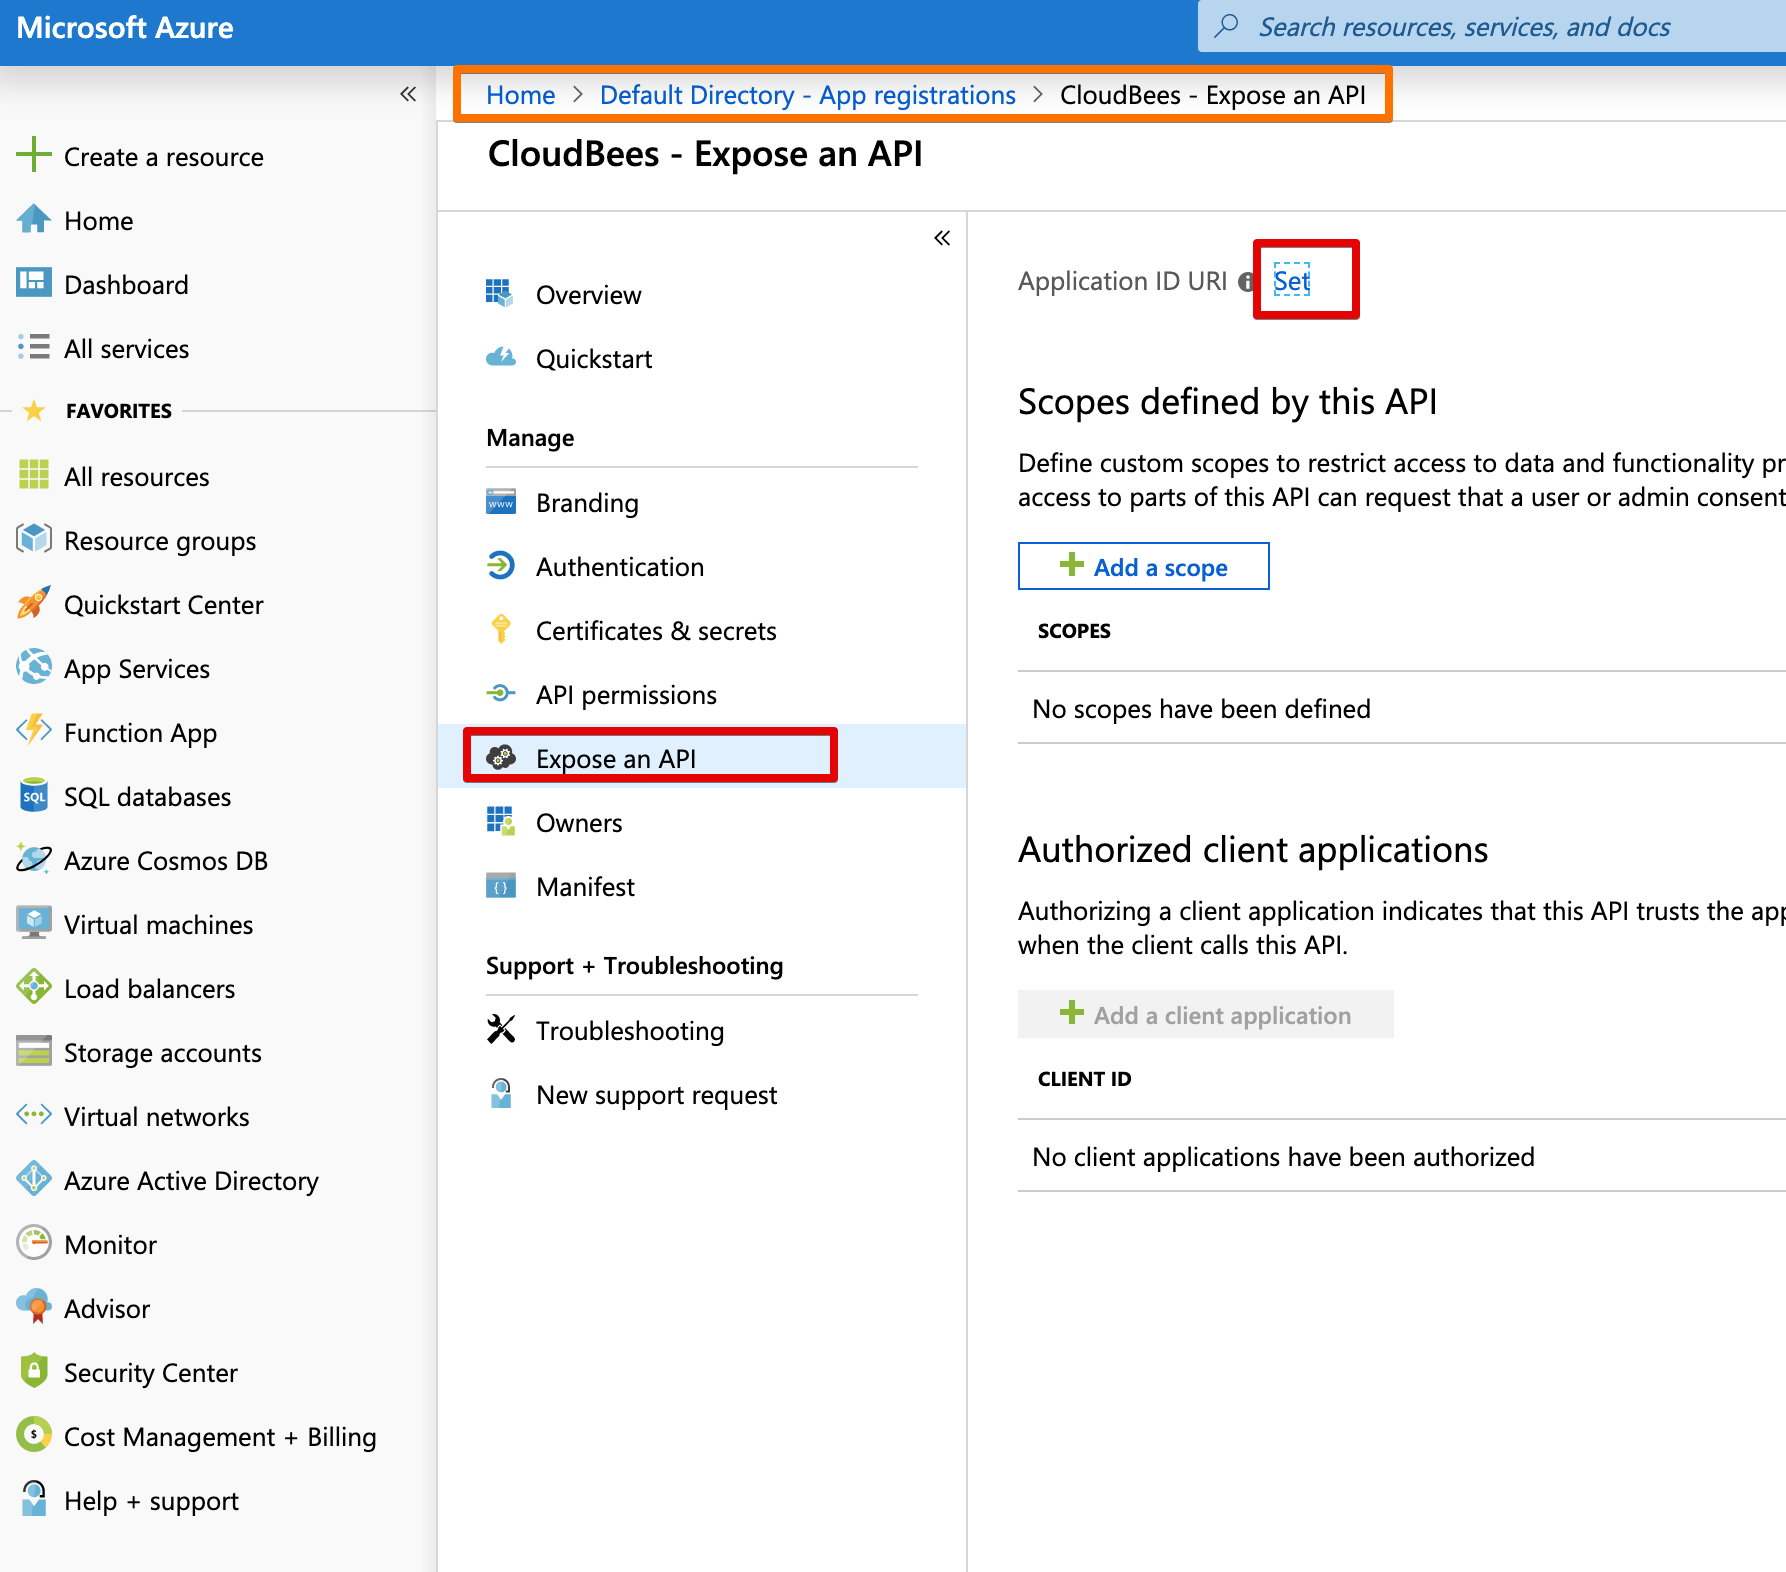 Microsoft Azure
Search resources, services, and docs
Home > Default Directory - App registrations > CloudBees - Expose an API
CloudBees - Expose an API
Create a resource
Home
Dashboard
All services
FAVORITES
All resources
Resource groups
Quickstart Center
App Services
Function App
SQL databases
Azure Cosmos DB
Virtual machines
Load balancers
Storage accounts
Virtual networks
Azure Active Directory
Monitor
Advisor
Security Center
Cost Management + Billing
Help + support
Overview
Quickstart
Manage
Branding
Authentication
Certificates & secrets
API permissions
Expose an API
Owners
Manifest
Support + Troubleshooting
Troubleshooting
New support request
Application ID URI Set
Scopes defined by this API
Define custom scopes to restrict access to data and functionality pr
access to parts of this API can request that a user or admin consent
Add a scope
SCOPES
No scopes have been defined
Authorized client applications
Authorizing a client application indicates that this API trusts the app
when the client calls this API.
Add a client application
CLIENT ID
No client applications have been authorized